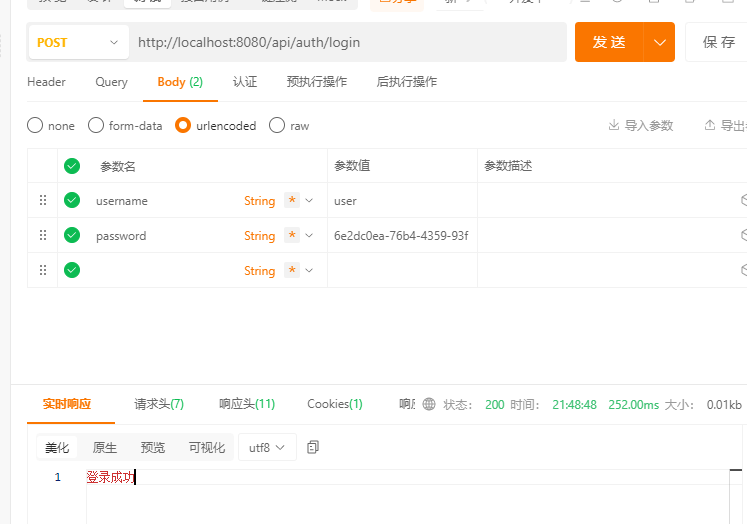 POST http://localhost:8080/api/auth/login 发 送 保 存
Header Query Body (2) 认证 预执行操作 后执行操作
none form-data urlencoded raw 导入参数 导出
参数名 参数值 参数描述
username String * user
password String * 6e2dc0ea-76b4-4359-93f
String *
实时响应 请求头(7) 响应头(11) Cookies(1) 状态: 200 时间: 21:48:48 252.00ms 大小: 0.01kb
美化 原生 预览 可视化 utf8
1 登录成功